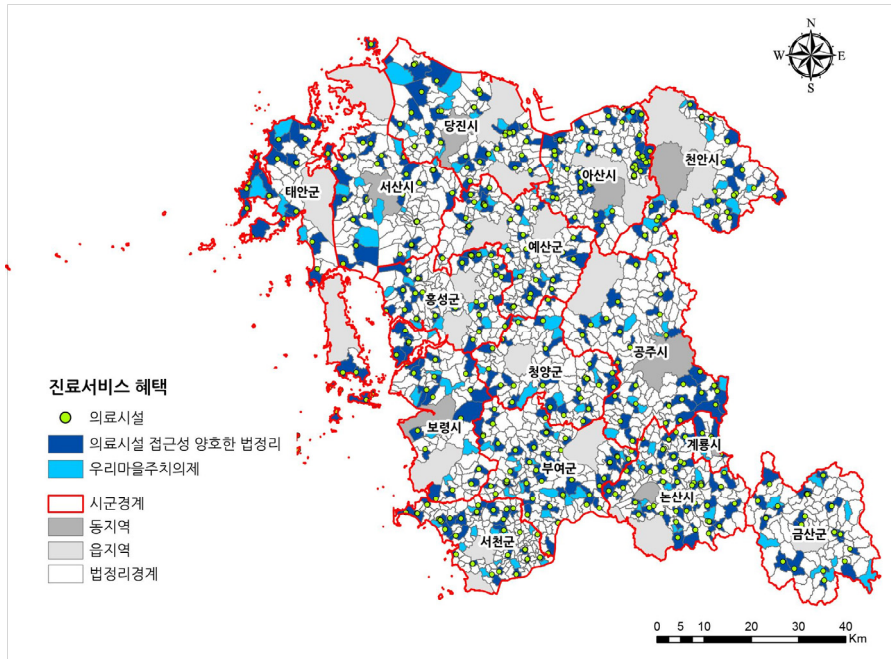 N
W
E
S
당진시
천안시
아산시
태안군
서산시
예산군
홍성군
공주시
청양군
보령시
계룡시
부여군
논산시
서천군
금산군
진료서비스 혜택
의료시설
의료시설 접근성 양호한 법정리
우리마을주치의제
시군경계
동지역
읍지역
법정리경계
0 5 10 20 30 40
Km